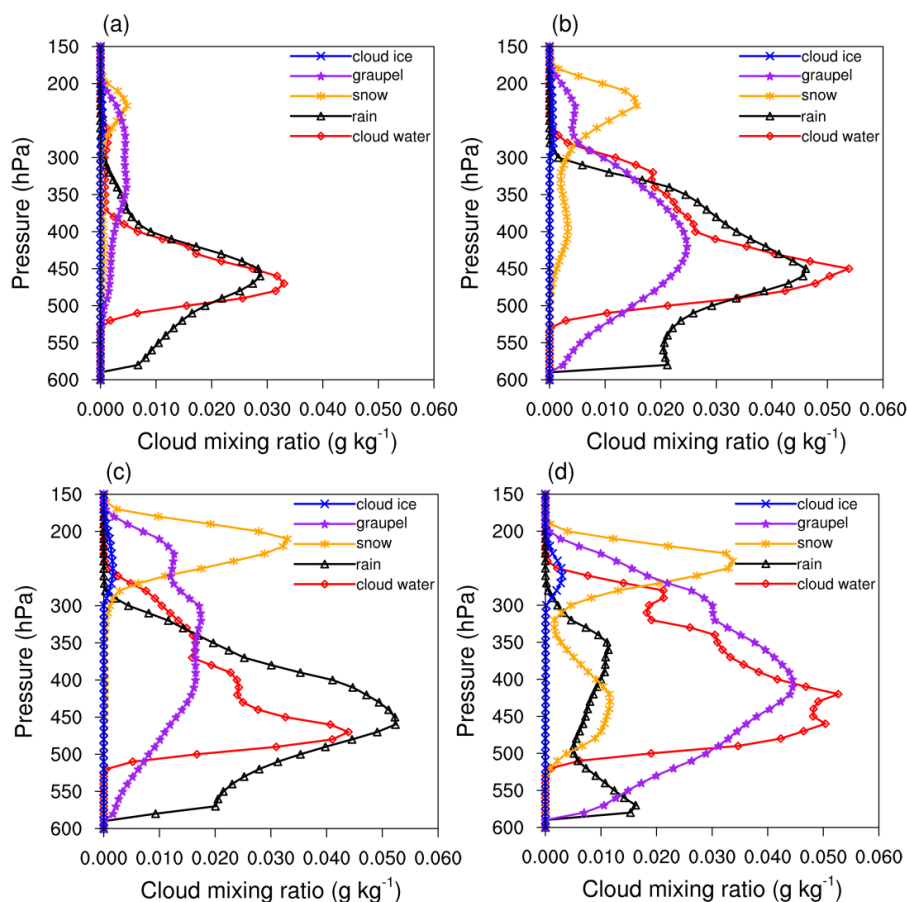 (a)
150
200
250
300
350
400
450
500
550
600
Pressure (hPa)
cloud ice
graupel
snow
rain
cloud water
0.000 0.010 0.020 0.030 0.040 0.050 0.060
Cloud mixing ratio (g kg⁻¹)
(b)
150
200
250
300
350
400
450
500
550
600
Pressure (hPa)
cloud ice
graupel
snow
rain
cloud water
0.000 0.010 0.020 0.030 0.040 0.050 0.060
Cloud mixing ratio (g kg⁻¹)
(c)
150
200
250
300
350
400
450
500
550
600
Pressure (hPa)
cloud ice
graupel
snow
rain
cloud water
0.000 0.010 0.020 0.030 0.040 0.050 0.060
Cloud mixing ratio (g kg⁻¹)
(d)
150
200
250
300
350
400
450
500
550
600
Pressure (hPa)
cloud ice
graupel
snow
rain
cloud water
0.000 0.010 0.020 0.030 0.040 0.050 0.060
Cloud mixing ratio (g kg⁻¹)